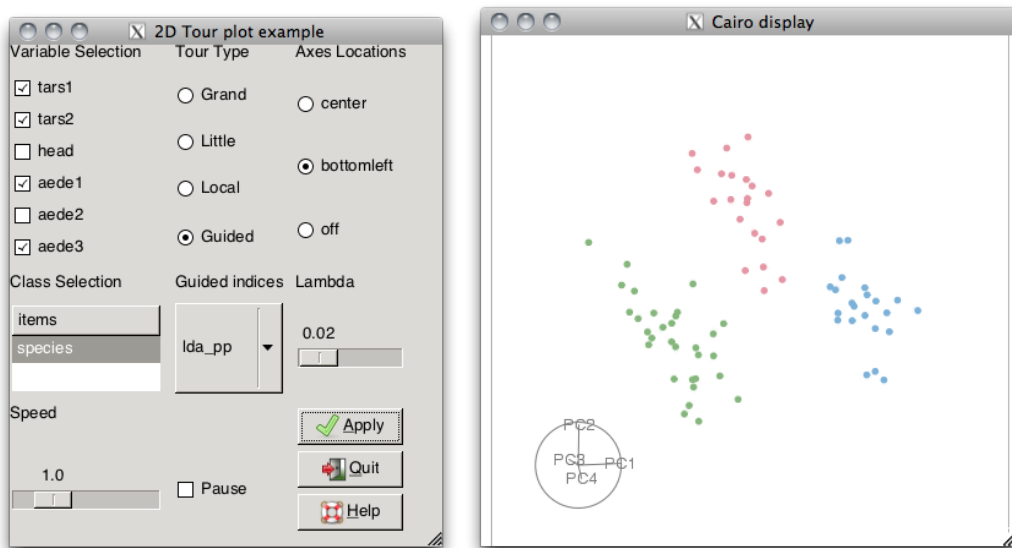 2D Tour plot example
Variable Selection
tars1
tars2
head
aede1
aede2
aede3
Tour Type
Grand
Little
Local
Guided
Axes Locations
center
bottomleft
off
Class Selection
items
species
Guided indices
lda_pp
Lambda
0.02
Speed
1.0
Pause
Apply
Quit
Help
Cairo display
PC2
PC3
PC1
PC4